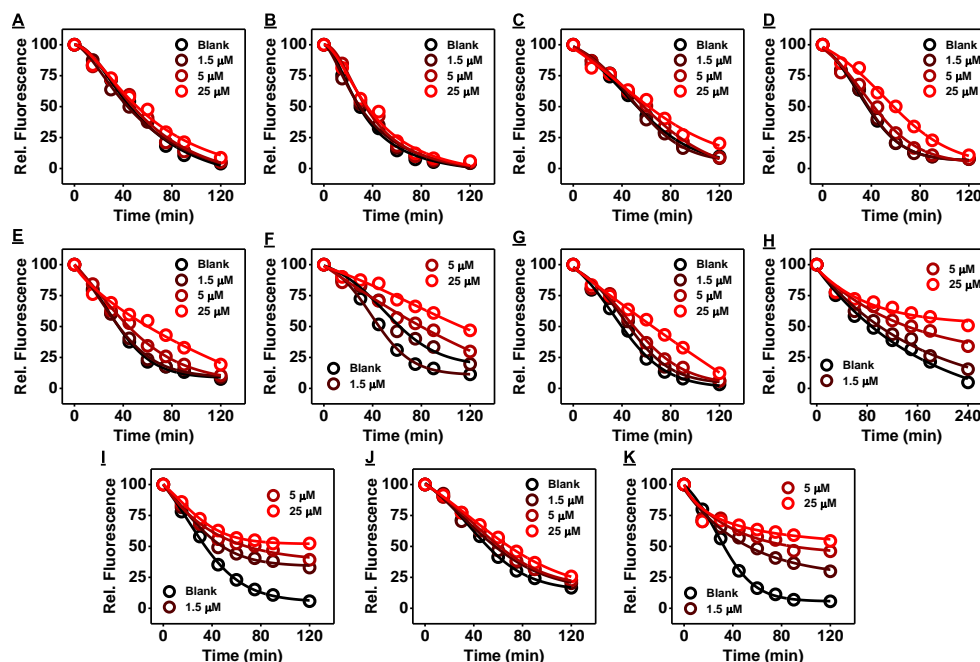 A
Rel. Fluorescence
100
75
50
25
0
Blank
1.5 µM
5 µM
25 µM
0 40 80 120
Time (min)
B
Rel. Fluorescence
100
75
50
25
0
Blank
1.5 µM
5 µM
25 µM
0 40 80 120
Time (min)
C
Rel. Fluorescence
100
75
50
25
0
Blank
1.5 µM
5 µM
25 µM
0 40 80 120
Time (min)
D
Rel. Fluorescence
100
75
50
25
0
Blank
1.5 µM
5 µM
25 µM
0 40 80 120
Time (min)
E
Rel. Fluorescence
100
75
50
25
0
Blank
1.5 µM
5 µM
25 µM
0 40 80 120
Time (min)
F
Rel. Fluorescence
100
75
50
25
0
5 µM
25 µM
Blank
1.5 µM
0 40 80 120
Time (min)
G
Rel. Fluorescence
100
75
50
25
0
Blank
1.5 µM
5 µM
25 µM
0 40 80 120
Time (min)
H
Rel. Fluorescence
100
75
50
25
0
5 µM
25 µM
Blank
1.5 µM
0 80 160 240
Time (min)
I
Rel. Fluorescence
100
75
50
25
0
5 µM
25 µM
Blank
1.5 µM
0 40 80 120
Time (min)
J
Rel. Fluorescence
100
75
50
25
0
Blank
1.5 µM
5 µM
25 µM
0 40 80 120
Time (min)
K
Rel. Fluorescence
100
75
50
25
0
5 µM
25 µM
Blank
1.5 µM
0 40 80 120
Time (min)